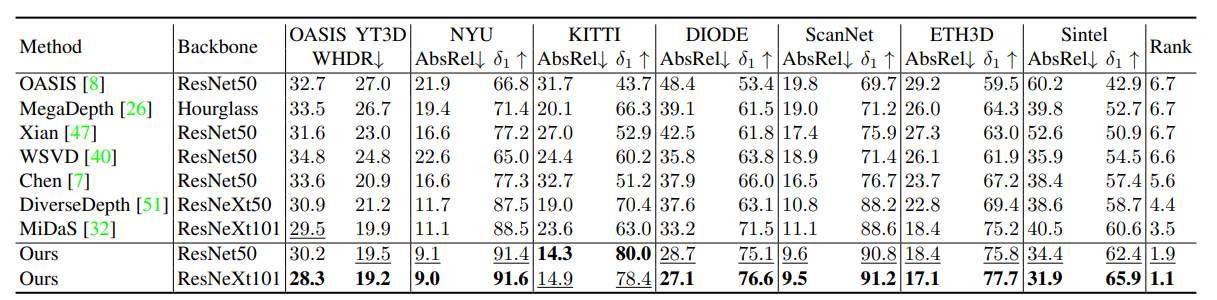 Method Backbone OASIS YT3D NYU KITTI DIODE ScanNet ETH3D Sintel Rank
WHDR↓ AbsRel↓ δ₁ ↑ AbsRel↓ δ₁ ↑ AbsRel↓ δ₁ ↑ AbsRel↓ δ₁ ↑ AbsRel↓ δ₁ ↑ AbsRel↓ δ₁ ↑
OASIS [8] ResNet50 32.7 27.0 21.9 66.8 31.7 43.7 48.4 53.4 19.8 69.7 29.2 59.5 60.2 42.9 6.7
MegaDepth [26] Hourglass 33.5 26.7 19.4 71.4 20.1 66.3 39.1 61.5 19.0 71.2 26.0 64.3 39.8 52.7 6.7
Xian [47] ResNet50 31.6 23.0 16.6 77.2 27.0 52.9 42.5 61.8 17.4 75.9 27.3 63.0 52.6 50.9 6.7
WSVD [40] ResNet50 34.8 24.8 22.6 65.0 24.4 60.2 35.8 63.8 18.9 71.4 26.1 61.9 35.9 54.5 6.6
Chen [7] ResNet50 33.6 20.9 16.6 77.3 32.7 51.2 37.9 66.0 16.5 76.7 23.7 67.2 38.4 57.4 5.6
DiverseDepth [51] ResNeXt50 30.9 21.2 11.7 87.5 19.0 70.4 37.6 63.1 10.8 88.2 22.8 69.4 38.6 58.7 4.4
MiDaS [32] ResNeXt101 29.5 19.9 11.1 88.5 23.6 63.0 33.2 71.5 11.1 88.6 18.4 75.2 40.5 60.6 3.5
Ours ResNet50 30.2 19.5 9.1 91.4 14.3 80.0 28.7 75.1 9.6 90.8 18.4 75.8 34.4 62.4 1.9
Ours ResNeXt101 28.3 19.2 9.0 91.6 14.9 78.4 27.1 76.6 9.5 91.2 17.1 77.7 31.9 65.9 1.1